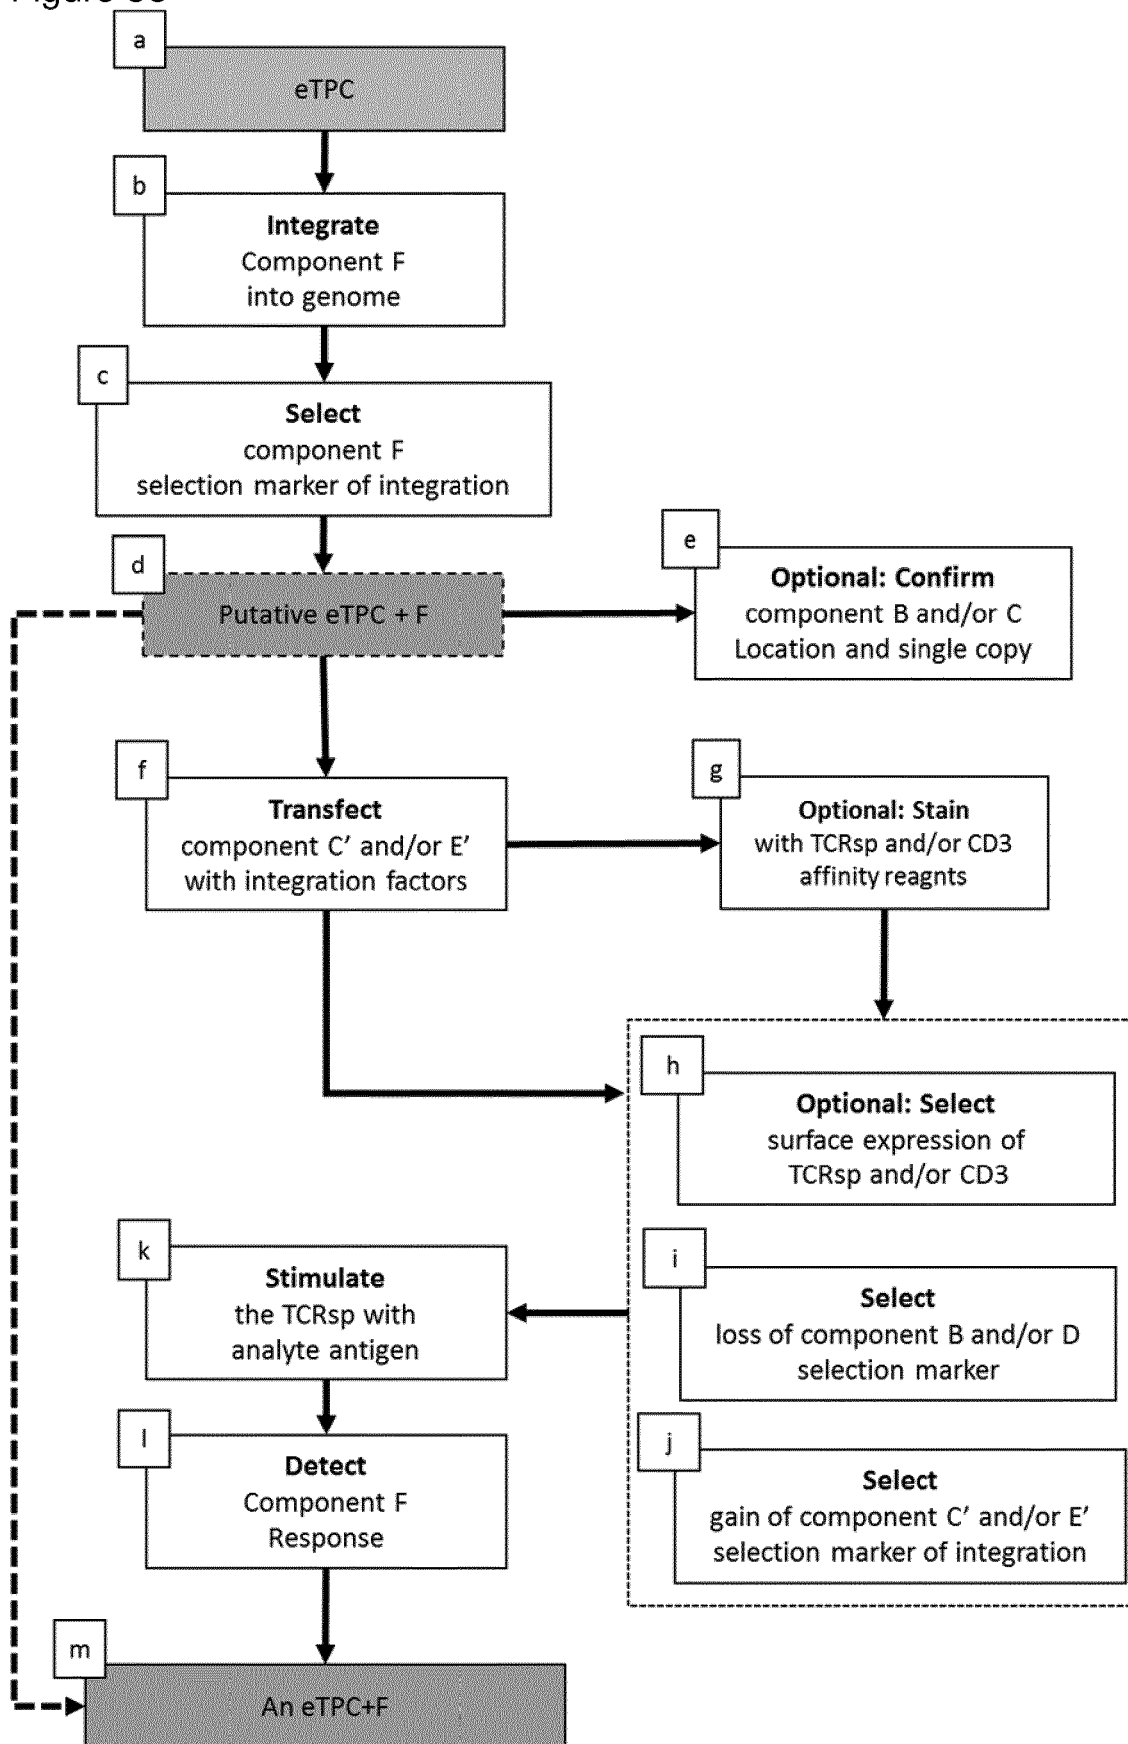 a
eTPC
b
Integrate
Component F
into genome
c
Select
component F
selection marker of integration
d
Putative eTPC + F
e
Optional: Confirm
component B and/or C
Location and single copy
f
Transfect
component C’ and/or E’
with integration factors
g
Optional: Stain
with TCRsp and/or CD3
affinity reagnts
h
Optional: Select
surface expression of
TCRsp and/or CD3
i
Select
loss of component B and/or D
selection marker
j
Select
gain of component C’ and/or E’
selection marker of integration
k
Stimulate
the TCRsp with
analyte antigen
l
Detect
Component F
Response
m
An eTPC+F